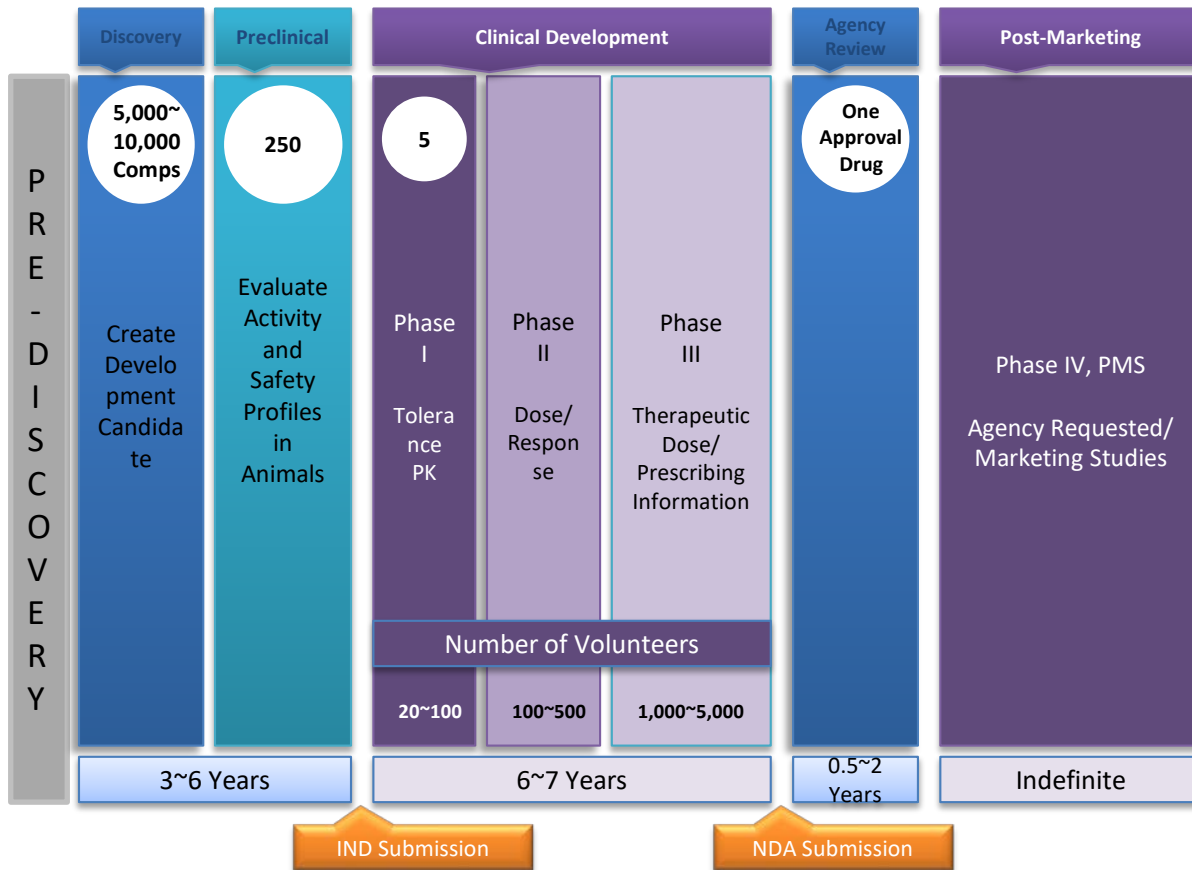 Discovery
Preclinical
Clinical Development
Agency
Review
Post-Marketing
PRE-DISCOVERY
5,000~
10,000
Comps
Create
Develo
pment
Candida
te
250
Evaluate
Activity
and
Safety
Profiles
in
Animals
5
Phase
I
Tolera
nce
PK
Phase
II
Dose/
Respon
se
Phase
III
Therapeutic
Dose/
Prescribing
Information
Number of Volunteers
20~100
100~500
1,000~5,000
One
Approval
Drug
Phase IV, PMS
Agency Requested/
Marketing Studies
3~6 Years
6~7 Years
0.5~2
Years
Indefinite
IND Submission
NDA Submission